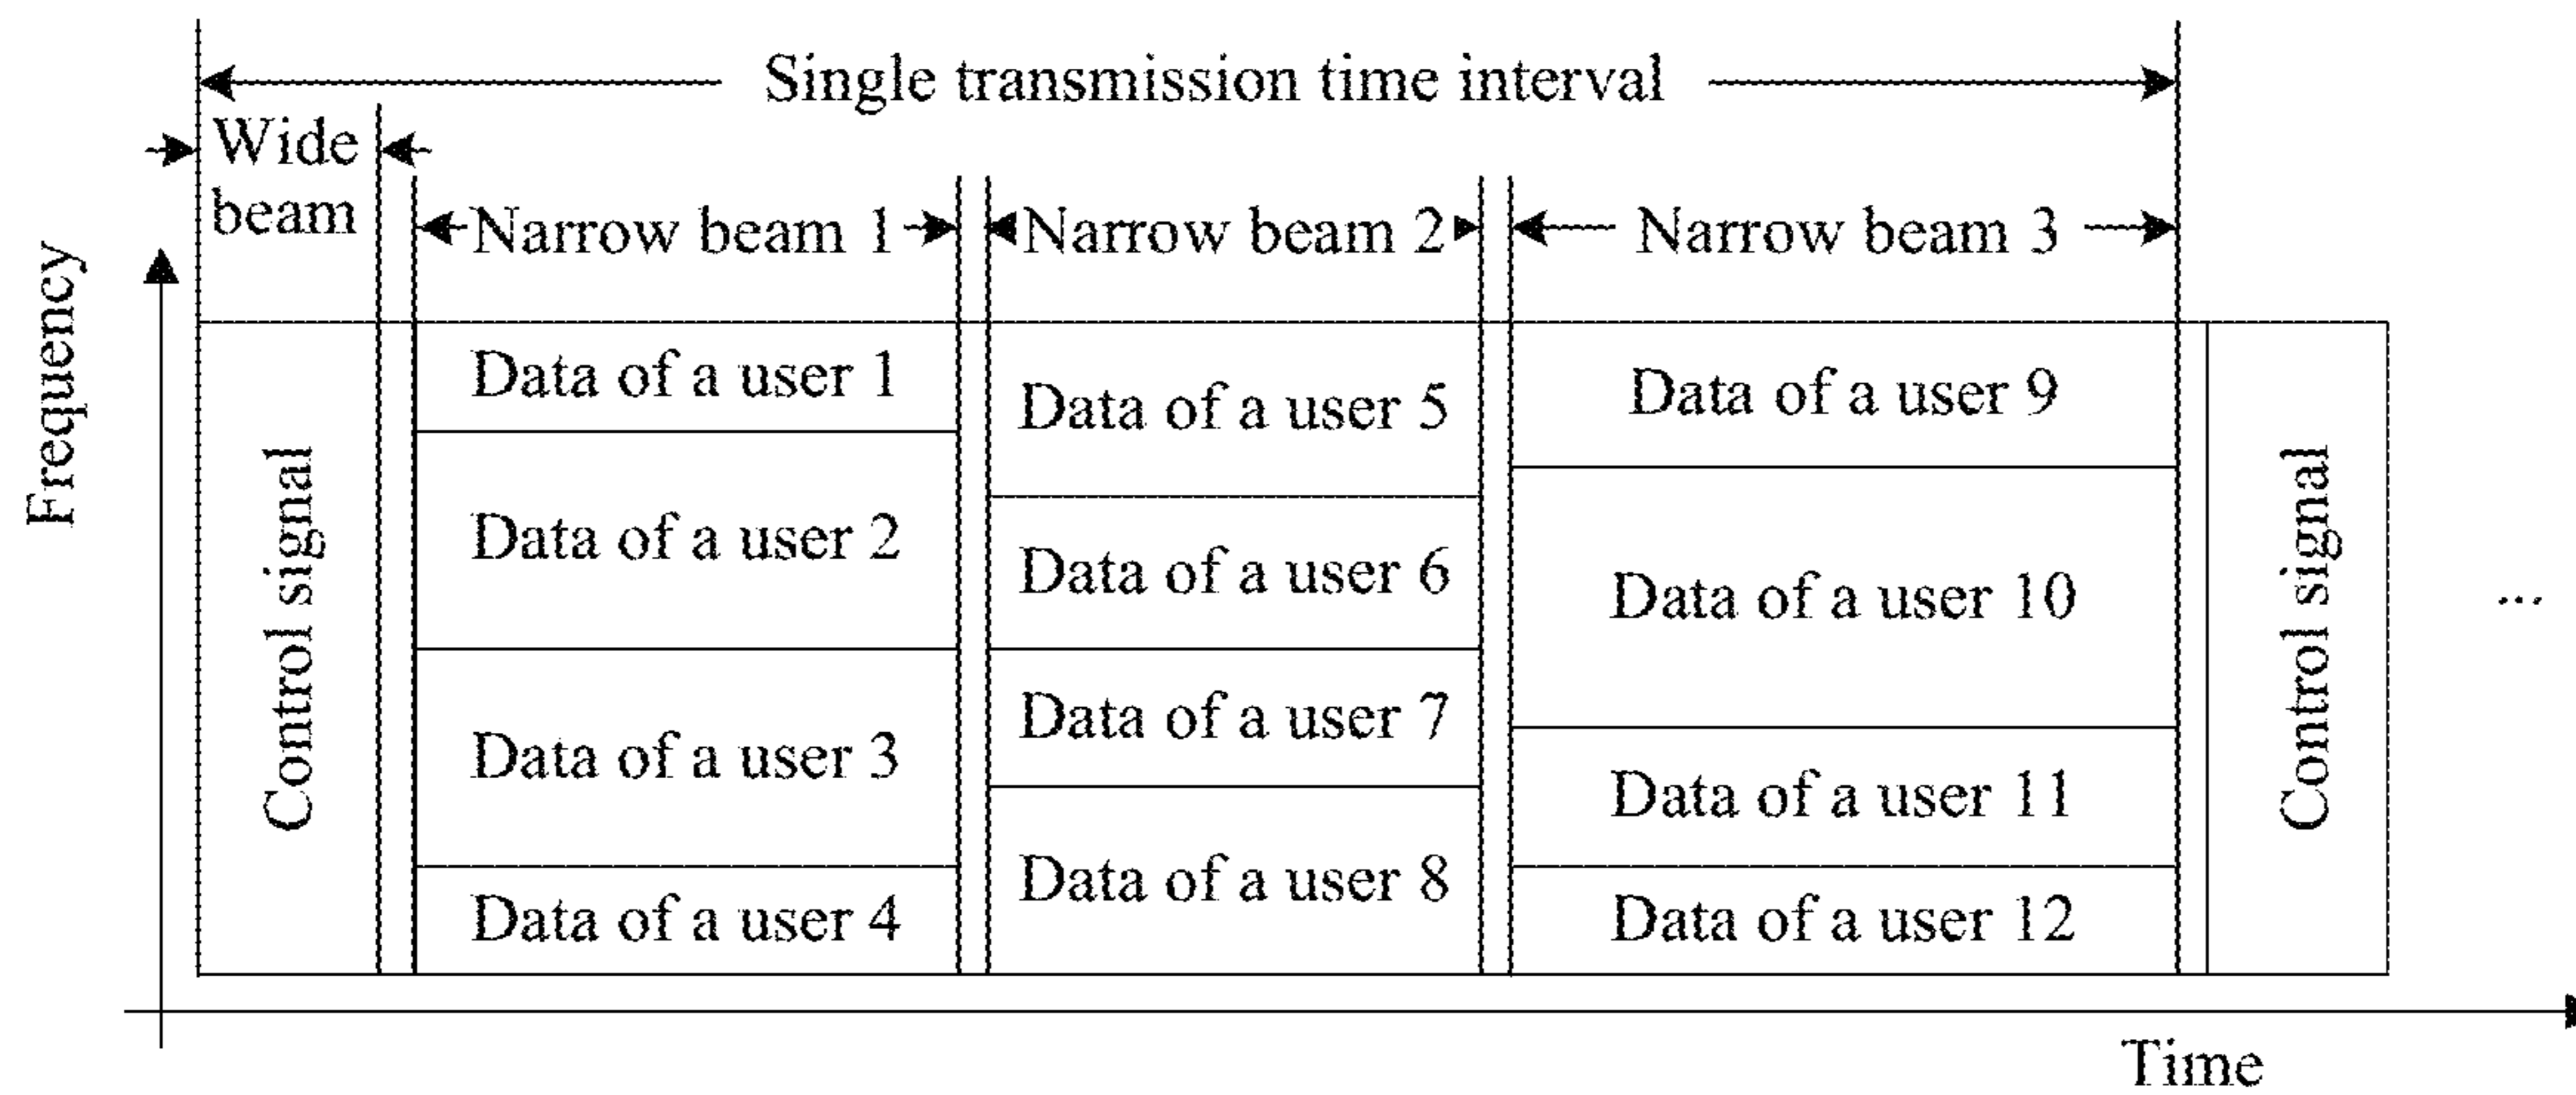 Single transmission time interval
Wide
beam
Narrow beam 1
Narrow beam 2
Narrow beam 3
Frequency
Control signal
Data of a user 1
Data of a user 2
Data of a user 3
Data of a user 4
Data of a user 5
Data of a user 6
Data of a user 7
Data of a user 8
Data of a user 9
Data of a user 10
Data of a user 11
Data of a user 12
Control signal
...
Time